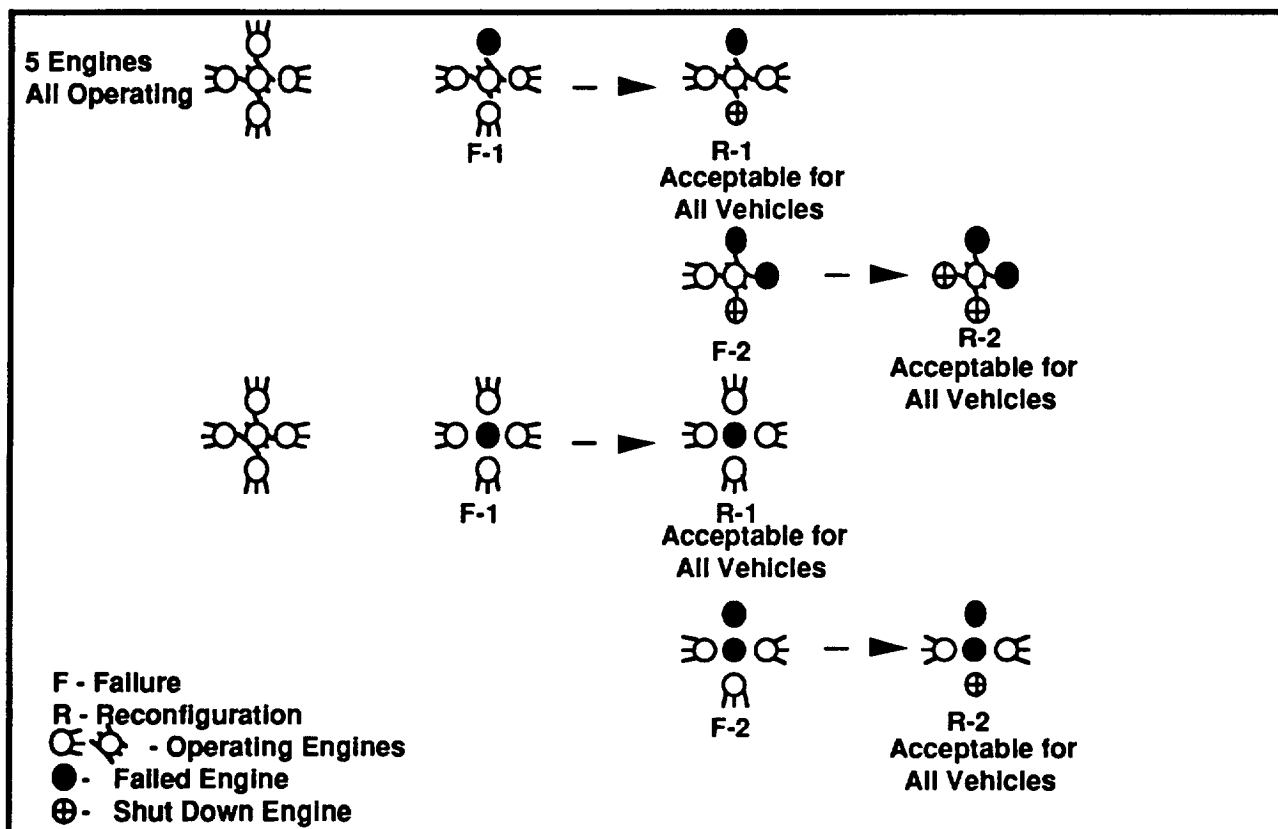 5 Engines
All Operating
F-1
R-1
Acceptable for
All Vehicles
F-2
R-2
Acceptable for
All Vehicles
F-1
R-1
Acceptable for
All Vehicles
F-2
R-2
Acceptable for
All Vehicles
F - Failure
R - Reconfiguration
- Operating Engines
- Failed Engine
- Shut Down Engine